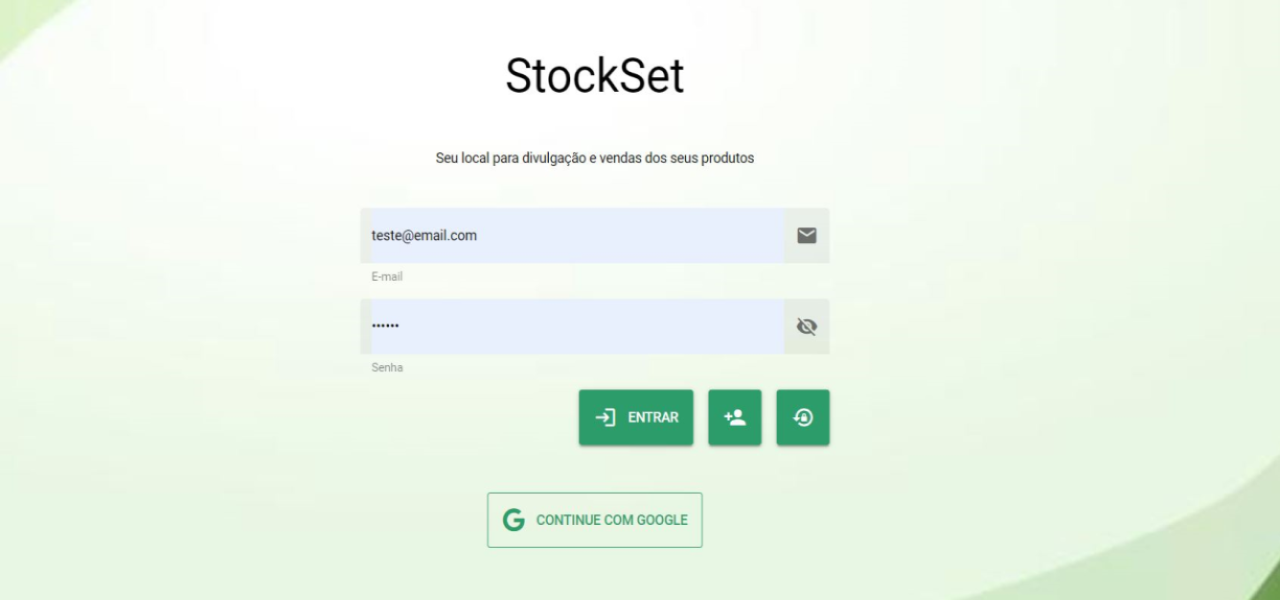 StockSet
Seu local para divulgação e vendas dos seus produtos
teste@email.com
E-mail
••••••
Senha
ENTRAR
CONTINUE COM GOOGLE